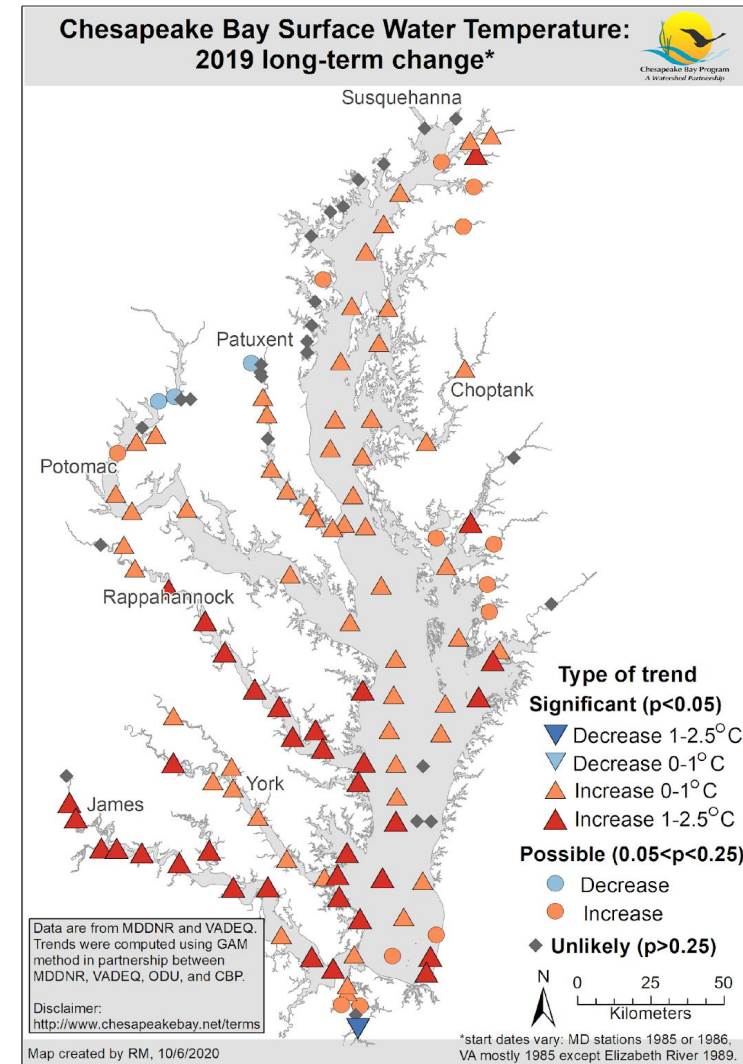 Chesapeake Bay Surface Water Temperature:
2019 long-term change*
Chesapeake Bay Program
A Watershed Partnership
Susquehanna
Patuxent
Choptank
Potomac
Rappahannock
York
James
Type of trend
Significant (p<0.05)
Decrease 1-2.5°C
Decrease 0-1°C
Increase 0-1°C
Increase 1-2.5°C
Possible (0.05<p<0.25)
Decrease
Increase
Unlikely (p>0.25)
N
0 25 50
Kilometers
Data are from MDDNR and VADEQ.
Trends were computed using GAM
method in partnership between
MDDNR, VADEQ, ODU, and CBP.
Disclaimer:
http://www.chesapeakebay.net/terms
Map created by RM, 10/6/2020
*start dates vary: MD stations 1985 or 1986,
VA mostly 1985 except Elizabeth River 1989.